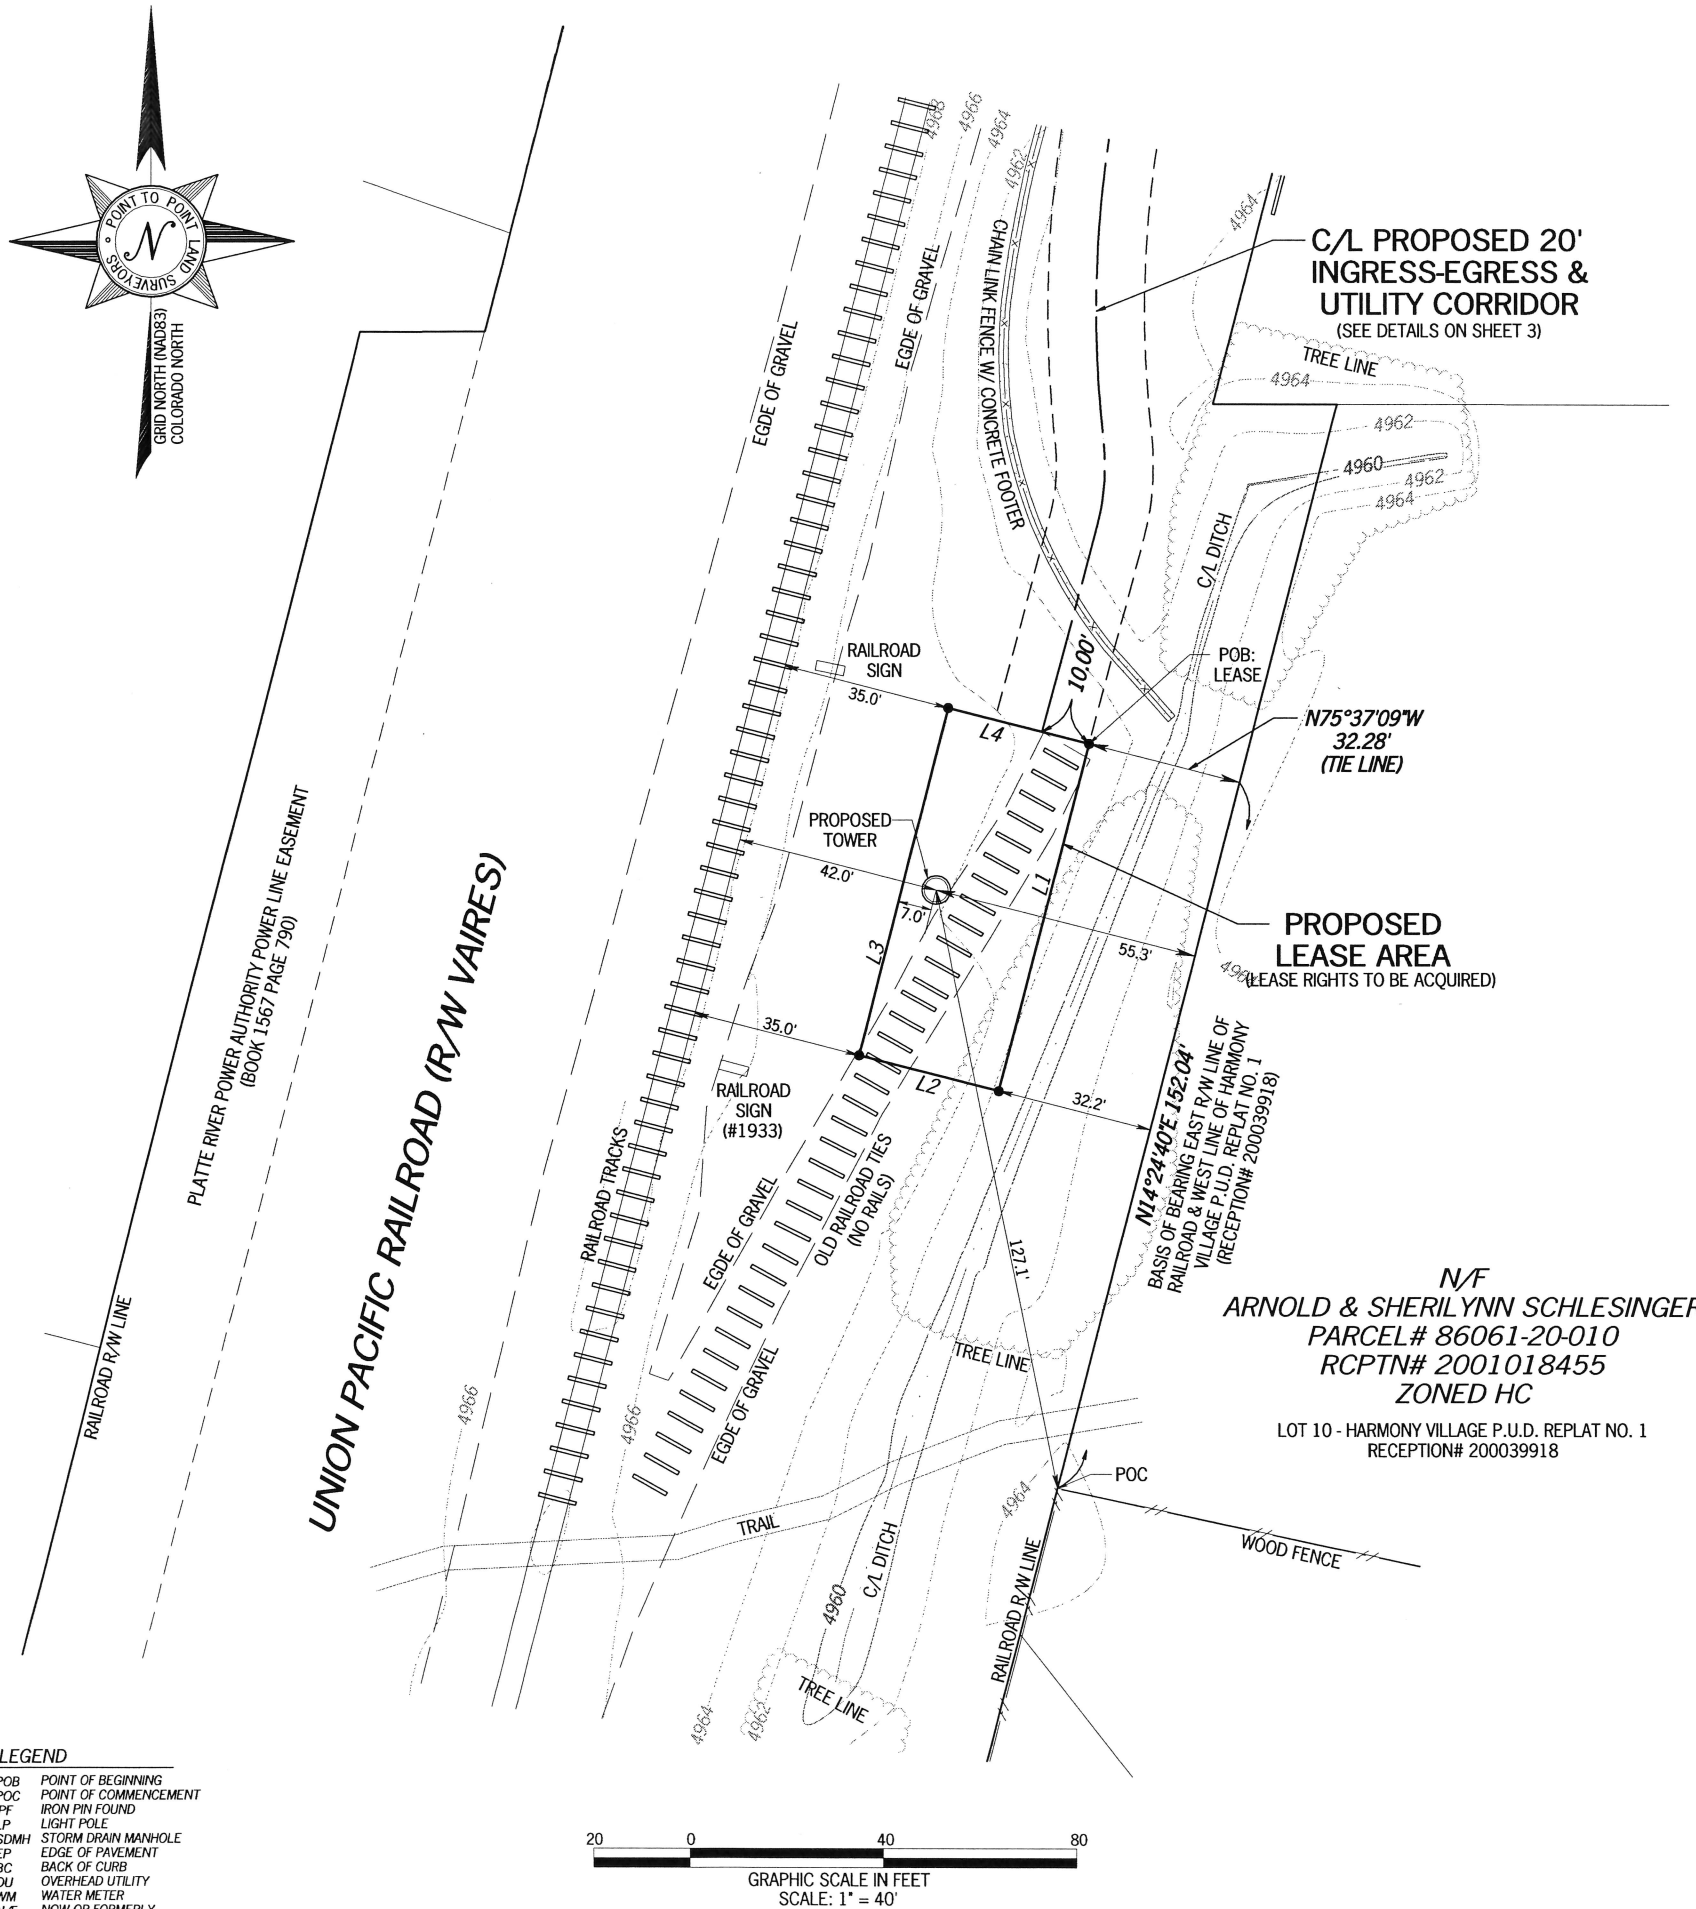 POINT TO POINT LAND SURVEYORS
N
GRID NORTH (NAD83)
COLORADO NORTH
4968
4966
4964
4962
4964
C/L PROPOSED 20'
INGRESS-EGRESS &
UTILITY CORRIDOR
(SEE DETAILS ON SHEET 3)
EGDE OF GRAVEL
EGDE OF GRAVEL
CHAIN LINK FENCE W/ CONCRETE FOOTER
TREE LINE
4964
4962
4960
4962
4964
C/L DITCH
RAILROAD
SIGN
35.0'
10.00'
POB:
LEASE
L4
N75°37'09"W
32.28'
(TIE LINE)
PROPOSED
TOWER
42.0'
7.0'
L1
L3
55.3'
PROPOSED
LEASE AREA
(LEASE RIGHTS TO BE ACQUIRED)
35.0'
L2
32.2'
RAILROAD
SIGN
(#1933)
PLATTE RIVER POWER AUTHORITY POWER LINE EASEMENT
(BOOK 1567 PAGE 790)
UNION PACIFIC RAILROAD (R/W VAIRES)
RAILROAD R/W LINE
RAILROAD TRACKS
EGDE OF GRAVEL
OLD RAILROAD TIES
(NO RAILS)
EGDE OF GRAVEL
127.1'
N14°24'40"E 152.04'
BASIS OF BEARING EAST R/W LINE OF
RAILROAD & WEST LINE OF HARMONY
VILLAGE P.U.D. REPLAT NO. 1
(RECEPTION# 200039918)
N/F
ARNOLD & SHERILYNN SCHLESINGER
PARCEL# 86061-20-010
RCPTN# 2001018455
ZONED HC
LOT 10 - HARMONY VILLAGE P.U.D. REPLAT NO. 1
RECEPTION# 200039918
TREE LINE
4966
4966
TRAIL
4964
POC
WOOD FENCE
4960
C/L DITCH
RAILROAD R/W LINE
TREE LINE
4964
4962
LEGEND
POB POINT OF BEGINNING
POC POINT OF COMMENCEMENT
PF IRON PIN FOUND
LP LIGHT POLE
SDMH STORM DRAIN MANHOLE
EP EDGE OF PAVEMENT
BC BACK OF CURB
OU OVERHEAD UTILITY
WM WATER METER
NOW OR FORMERLY
20 0 40 80
GRAPHIC SCALE IN FEET
SCALE: 1" = 40'